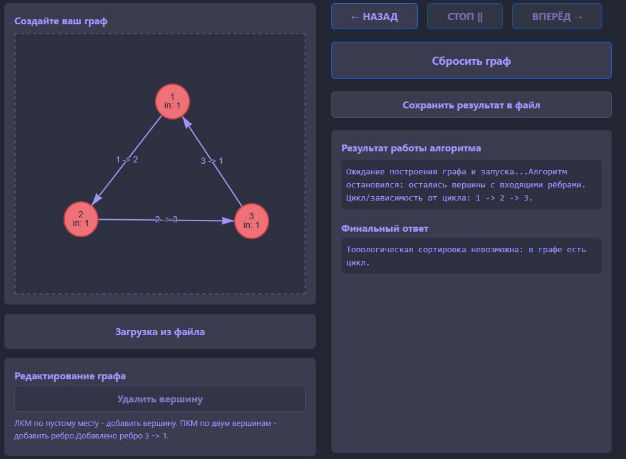 Создайте ваш граф
1
in: 1
1 -> 2
3 -> 1
2
in: 1
2 -> 3
3
in: 1
Загрузка из файла
Редактирование графа
Удалить вершину
ЛКМ по пустому месту - добавить вершину. ПКМ по двум вершинам -
добавить ребро.Добавлено ребро 3 -> 1.
← НАЗАД
СТОП ||
ВПЕРЁД →
Сбросить граф
Сохранить результат в файл
Результат работы алгоритма
Ожидание построения графа и запуска...Алгоритм
остановился: остались вершины с входящими рёбрами.
Цикл/зависимость от цикла: 1 -> 2 -> 3.
Финальный ответ
Топологическая сортировка невозможна: в графе есть
цикл.